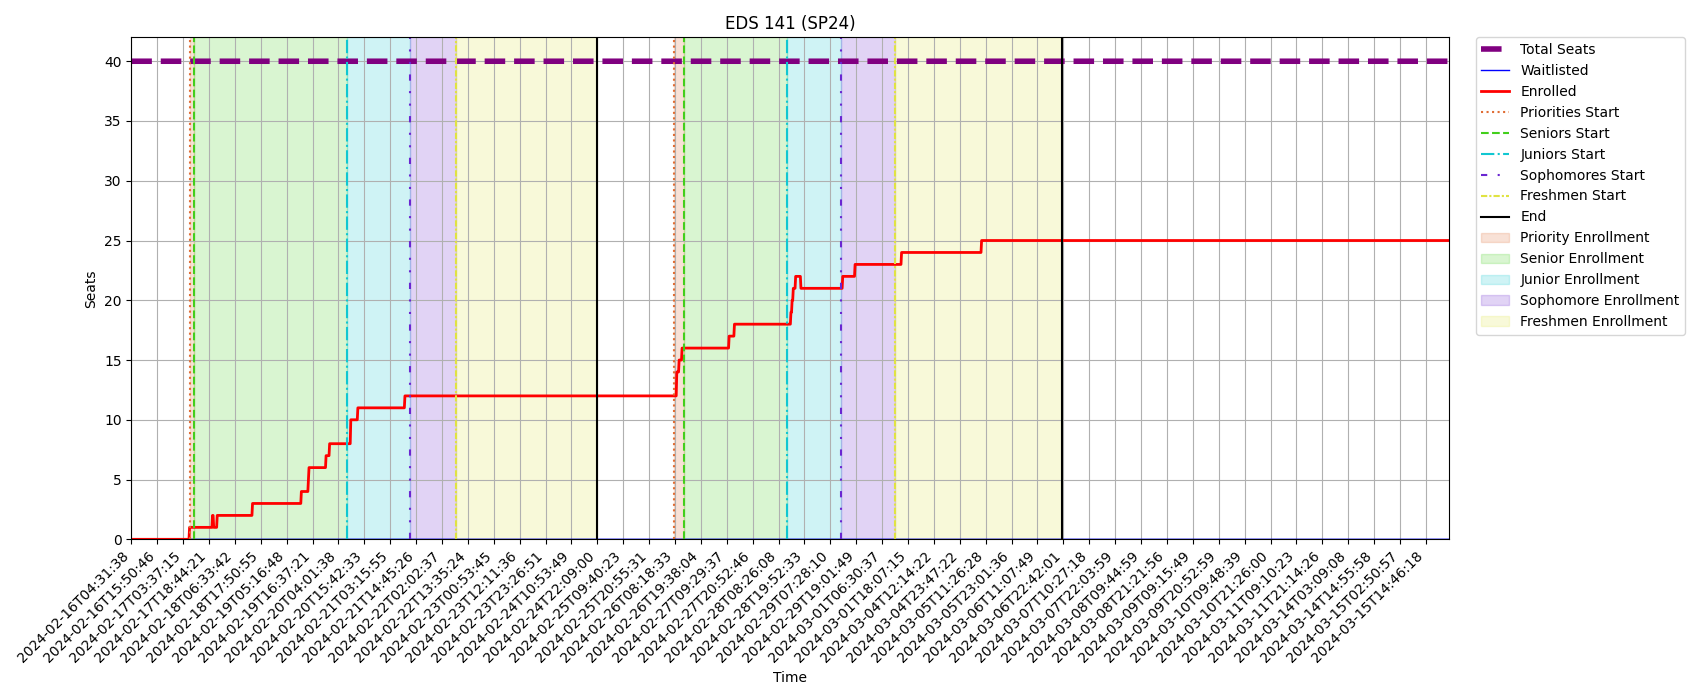 EDS 141 (SP24)
Seats
40
35
30
25
20
15
10
5
0
2024-02-16T04:31:38
2024-02-16T15:50:46
2024-02-17T03:37:15
2024-02-17T18:44:21
2024-02-18T06:33:42
2024-02-18T17:50:55
2024-02-19T05:16:48
2024-02-19T16:37:21
2024-02-20T04:01:38
2024-02-20T15:42:33
2024-02-21T03:15:55
2024-02-21T14:45:26
2024-02-22T02:02:37
2024-02-22T13:35:24
2024-02-23T00:53:45
2024-02-23T12:11:36
2024-02-23T23:26:51
2024-02-24T10:53:49
2024-02-24T22:09:00
2024-02-25T09:40:23
2024-02-25T20:55:31
2024-02-26T08:18:33
2024-02-26T19:38:04
2024-02-27T09:29:37
2024-02-27T20:52:46
2024-02-28T08:26:08
2024-02-28T19:52:33
2024-02-29T07:28:10
2024-02-29T19:01:49
2024-03-01T06:30:37
2024-03-01T18:07:15
2024-03-04T12:14:22
2024-03-04T23:47:22
2024-03-05T11:26:28
2024-03-05T23:01:36
2024-03-06T11:07:49
2024-03-06T22:42:01
2024-03-07T10:27:18
2024-03-07T22:03:59
2024-03-08T09:44:59
2024-03-08T21:21:56
2024-03-09T09:15:49
2024-03-09T20:52:59
2024-03-10T09:48:39
2024-03-10T21:26:00
2024-03-11T09:10:23
2024-03-11T21:14:26
2024-03-14T03:09:08
2024-03-14T14:55:58
2024-03-15T02:50:57
2024-03-15T14:46:18
Time
Total Seats
Waitlisted
Enrolled
Priorities Start
Seniors Start
Juniors Start
Sophomores Start
Freshmen Start
End
Priority Enrollment
Senior Enrollment
Junior Enrollment
Sophomore Enrollment
Freshmen Enrollment